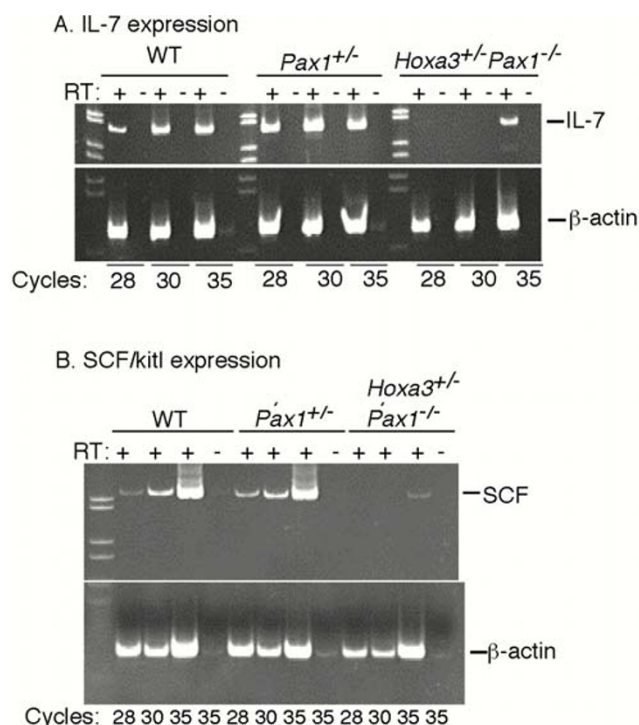 A. IL-7 expression
WT Pax1+/- Hoxa3+/-Pax1-/-
RT: + - + - + - + - + - + - + - + - + -
IL-7
β-actin
Cycles: 28 30 35 28 30 35 28 30 35
B. SCF/kitl expression
Hoxa3+/-
WT Pax1+/- Pax1-/-
RT: + + + - + + + - + + + -
SCF
β-actin
Cycles: 28 30 35 35 28 30 35 35 28 30 35 35